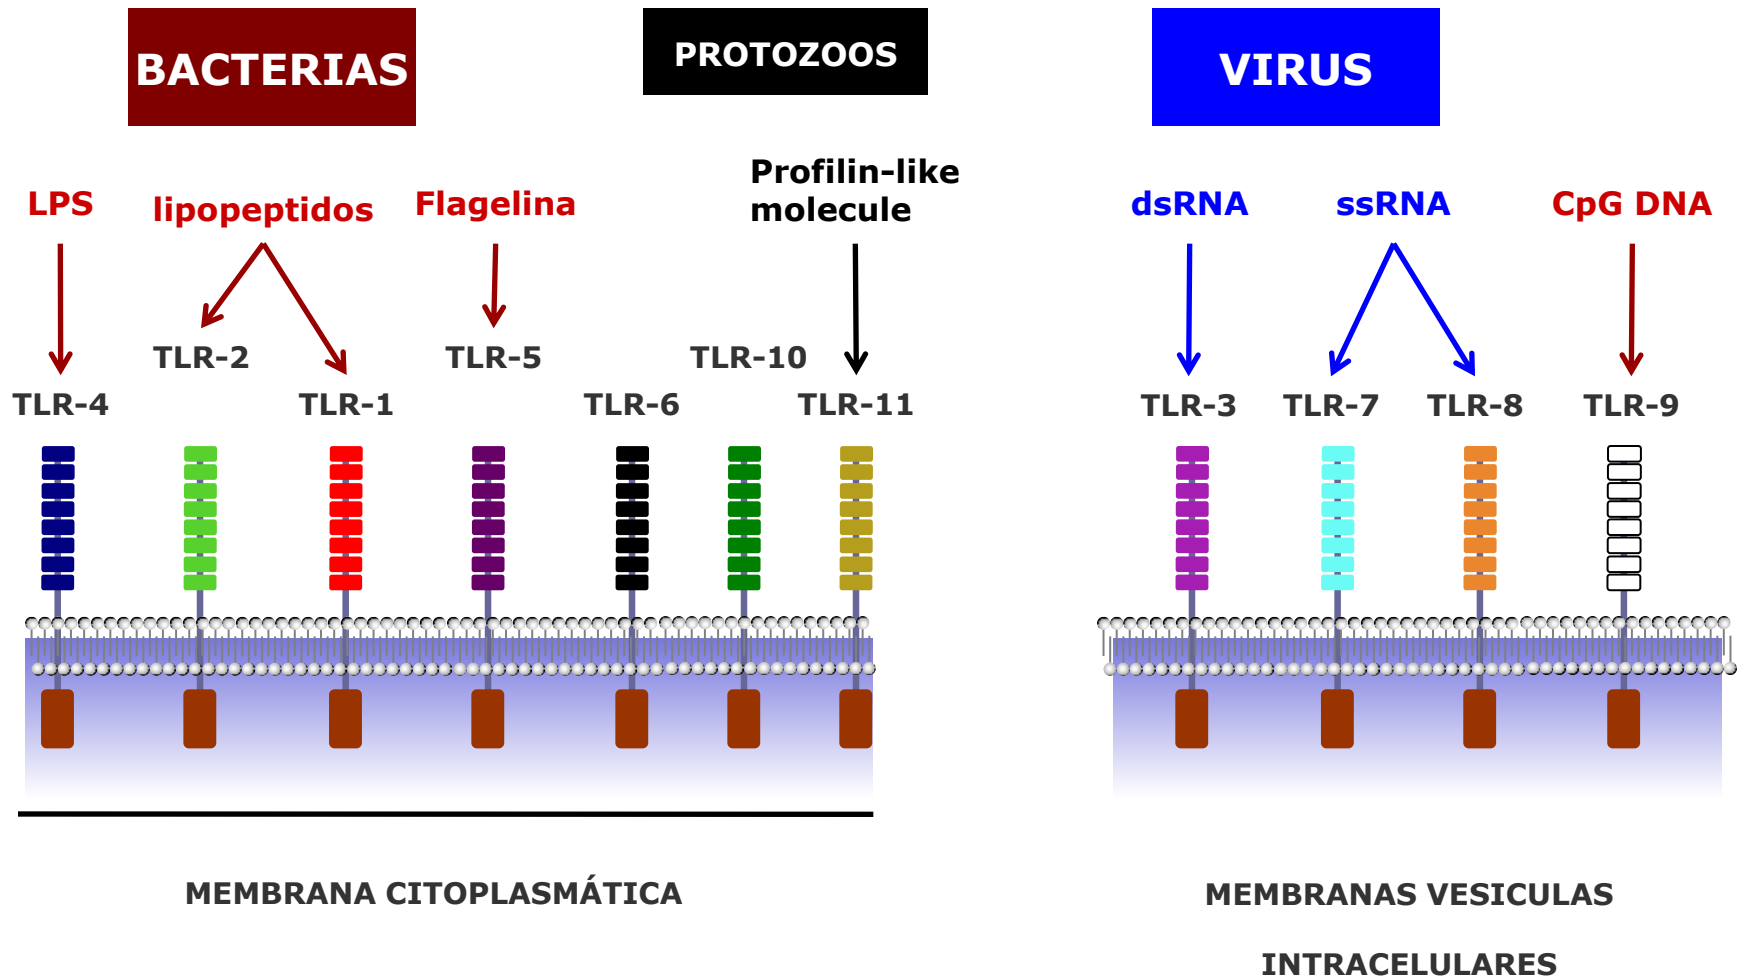 BACTERIAS
PROTOZOOS
VIRUS
LPS
lipopeptidos
Flagelina
Profilin-like
molecule
dsRNA
ssRNA
CpG DNA
TLR-2
TLR-5
TLR-10
TLR-4
TLR-1
TLR-6
TLR-11
TLR-3
TLR-7
TLR-8
TLR-9
MEMBRANA CITOPLASMÁTICA
MEMBRANAS VESICULAS
INTRACELULARES